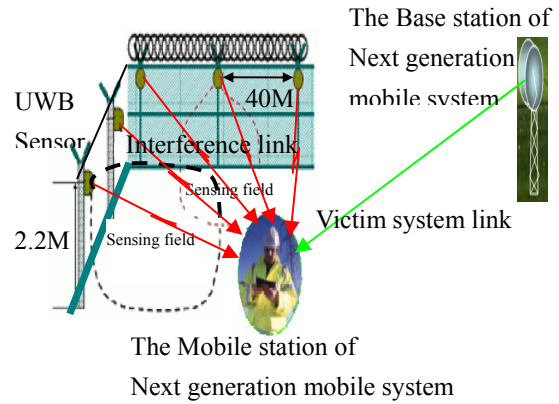 The Base station of
Next generation
mobile system
UWB
Sensor
40M
Interference link
Sensing field
Sensing field
2.2M
Victim system link
The Mobile station of
Next generation mobile system